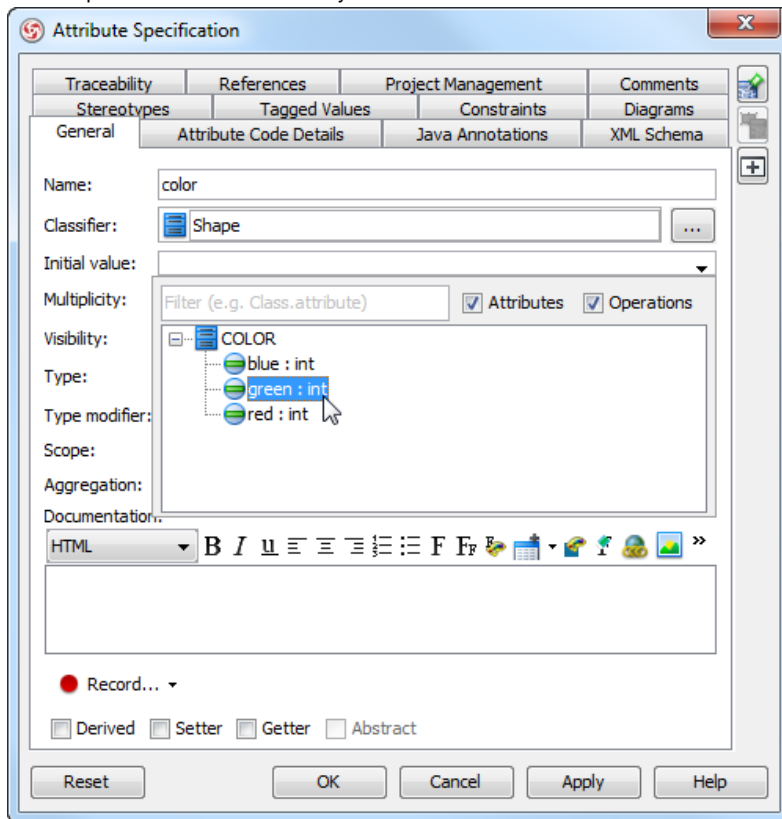 Attribute Specification
Traceability References Project Management Comments
Stereotypes Tagged Values Constraints Diagrams
General Attribute Code Details Java Annotations XML Schema
Name: color
Classifier: Shape ...
Initial value:
Multiplicity: Filter (e.g. Class.attribute) Attributes Operations
Visibility: COLOR
blue : int
Type:
green : int
Type modifier: red : int
Scope:
Aggregation:
Documentation:
HTML B I u F FF »
Record...
Derived Setter Getter Abstract
Reset OK Cancel Apply Help